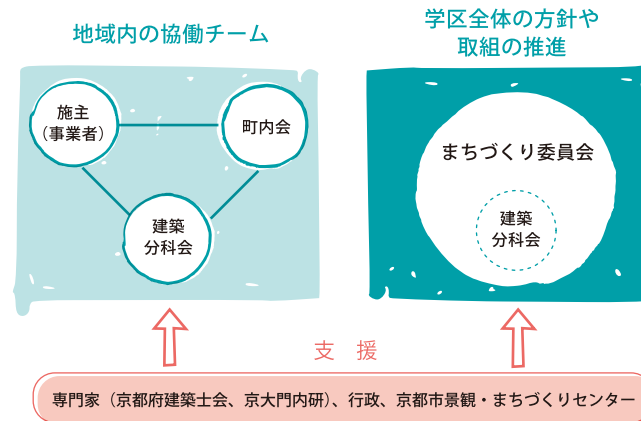 地域内の協働チーム
施主
（事業者）
町内会
建築
分科会
学区全体の方針や
取組の推進
まちづくり委員会
建築
分科会
支 援
専門家（京都府建築士会、京大門内研）、行政、京都市景観・まちづくりセンター